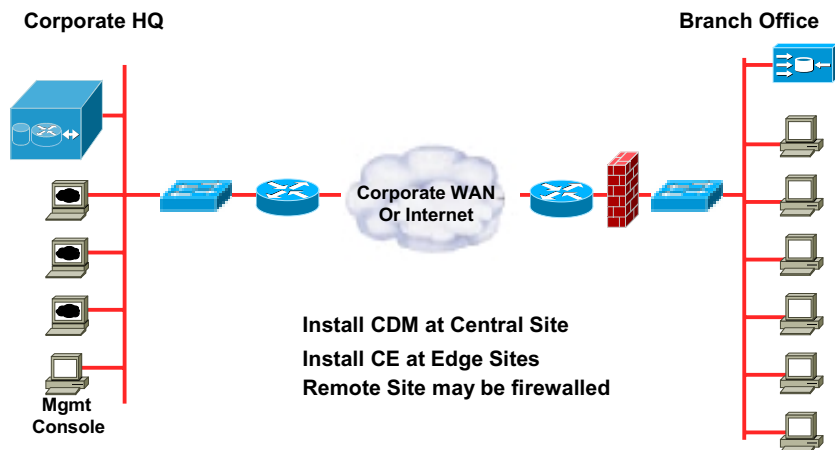 Corporate HQ
Branch Office
Corporate WAN
Or Internet
Install CDM at Central Site
Install CE at Edge Sites
Remote Site may be firewalled
Mgmt
Console